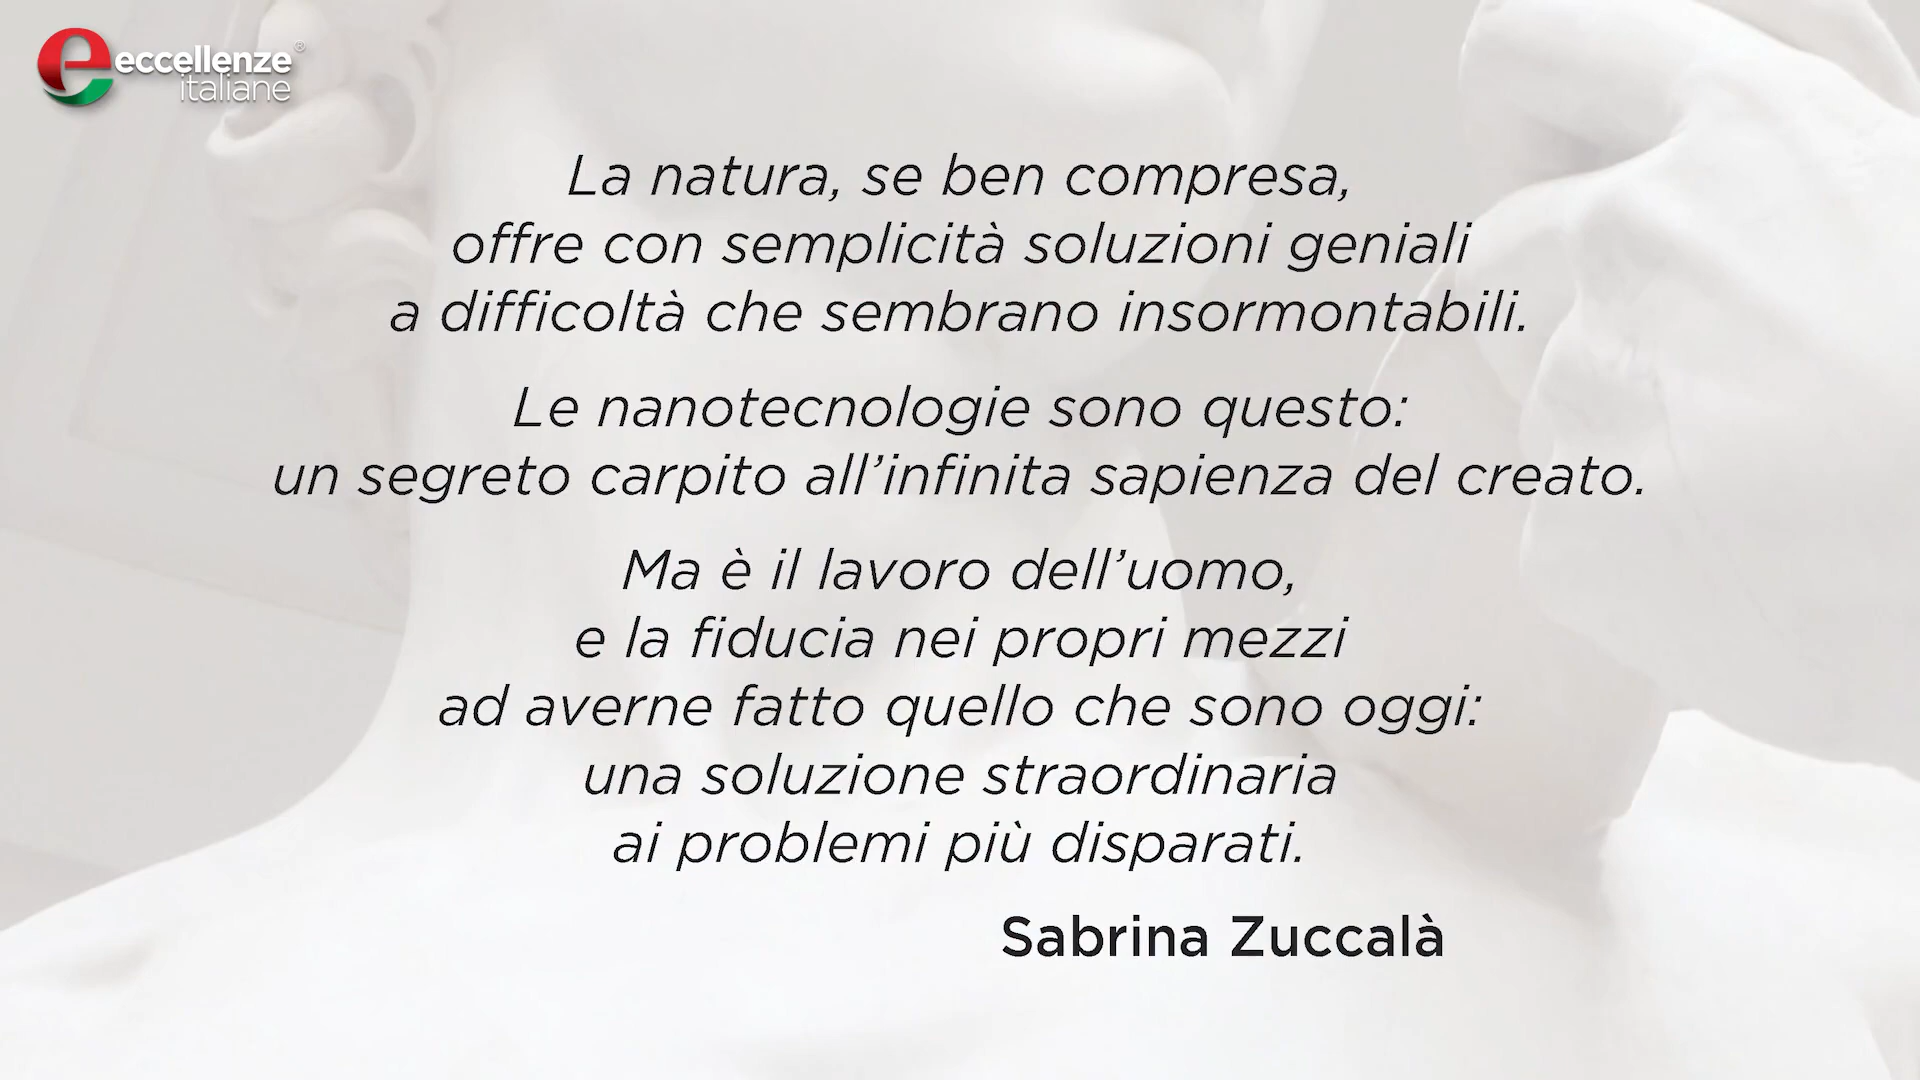 eccellenze®
italiane
La natura, se ben compresa,
offre con semplicità soluzioni geniali
a difficoltà che sembrano insormontabili.
Le nanotecnologie sono questo:
un segreto carpito all’infinita sapienza del creato.
Ma è il lavoro dell’uomo,
e la fiducia nei propri mezzi
ad averne fatto quello che sono oggi:
una soluzione straordinaria
ai problemi più disparati.
Sabrina Zuccalà